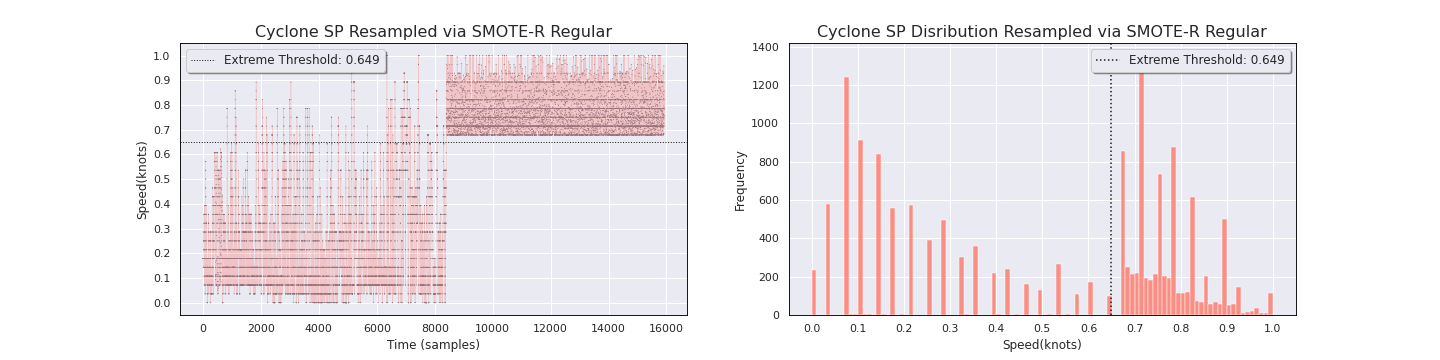 Cyclone SP Resampled via SMOTE-R Regular
Extreme Threshold: 0.649
Speed(knots)
1.0
0.9
0.8
0.7
0.6
0.5
0.4
0.3
0.2
0.1
0.0
0 2000 4000 6000 8000 10000 12000 14000 16000
Time (samples)
Cyclone SP Disribution Resampled via SMOTE-R Regular
Extreme Threshold: 0.649
Frequency
1400
1200
1000
800
600
400
200
0
0.0 0.1 0.2 0.3 0.4 0.5 0.6 0.7 0.8 0.9 1.0
Speed(knots)